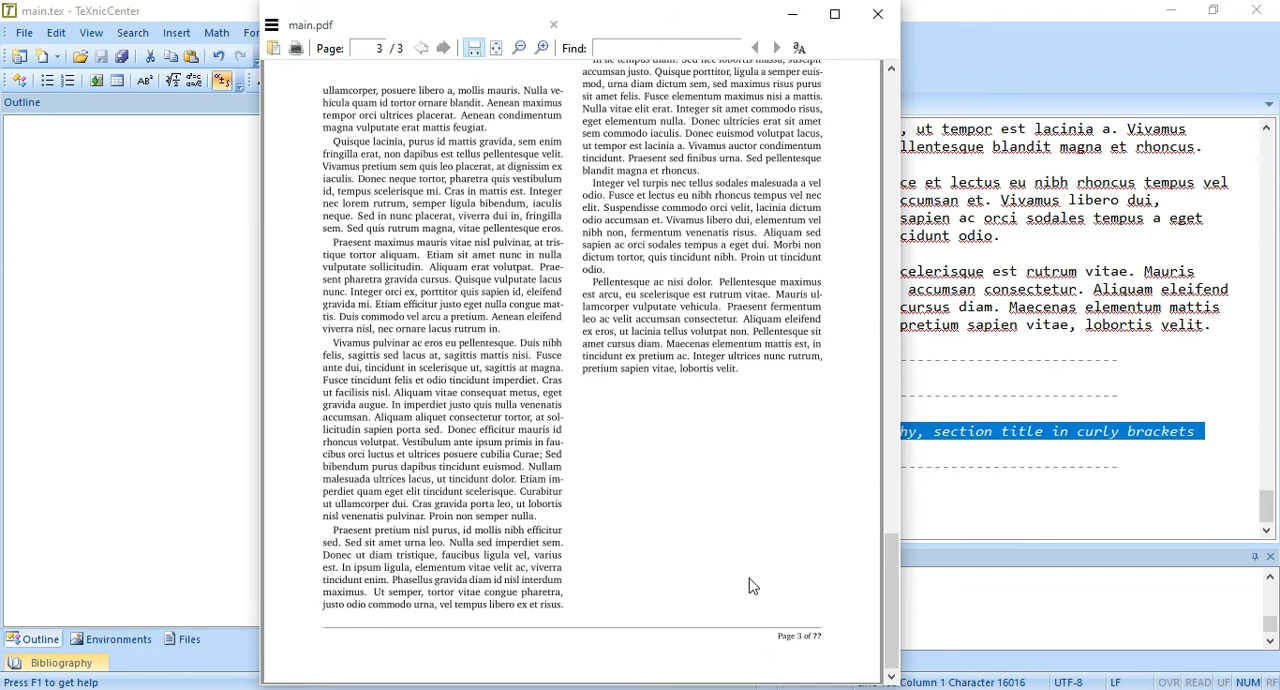 main.tex - TeXnicCenter
File Edit View Search Insert Math For
Outline
Outline Environments Files
Bibliography
Press F1 to get help
main.pdf
Page: 3 / 3 Find:
ullamcorper, posuere libero a, mollis mauris. Nulla ve-
hicula quam id tortor ornare blandit. Aenean maximus
tempor orci ultrices placerat. Aenean condimentum
magna vulputate erat mattis feugiat.
Quisque lacinia, purus id mattis gravida, sem enim
fringilla erat, non dapibus est tellus pellentesque velit.
Vivamus pretium sem quis leo placerat, at dignissim ex
iaculis. Donec neque tortor, pharetra quis vestibulum
id, tempus scelerisque mi. Cras in mattis est. Integer
nec lorem rutrum, semper ligula bibendum, iaculis
neque. Sed in nunc placerat, viverra dui in, fringilla
sem. Sed quis rutrum magna, vitae pellentesque eros.
Praesent maximus mauris vitae nisl pulvinar, at tris-
tique tortor aliquam. Etiam sit amet nunc in nulla
vulputate sollicitudin. Aliquam erat volutpat. Prae-
sent pharetra gravida cursus. Quisque vulputate lacus
nunc. Integer orci ex, porttitor quis sapien id, eleifend
gravida mi. Etiam efficitur justo eget nulla congue mat-
tis. Duis commodo vel arcu a pretium. Aenean eleifend
viverra nisl, nec ornare lacus rutrum in.
Vivamus pulvinar ac eros eu pellentesque. Duis nibh
felis, sagittis sed lacus at, sagittis mattis nisi. Fusce
ante dui, tincidunt in scelerisque ut, sagittis at magna.
Fusce tincidunt felis et odio tincidunt imperdiet. Cras
ut facilisis nisl. Aliquam vitae consequat metus, eget
gravida augue. In imperdiet justo quis nulla venenatis
accumsan. Aliquam aliquet consectetur tortor, at sol-
licitudin sapien porta sed. Donec efficitur mauris id
rhoncus volutpat. Vestibulum ante ipsum primis in fau-
cibus orci luctus et ultrices posuere cubilia Curae; Sed
bibendum purus dapibus tincidunt euismod. Nullam
malesuada ultrices lacus, ut tincidunt dolor. Etiam im-
perdiet quam eget elit tincidunt scelerisque. Curabitur
ut ullamcorper dui. Cras gravida porta leo, ut lobortis
nisl venenatis pulvinar. Proin non semper nulla.
Praesent pretium nisl purus, id mollis nibh efficitur
sed. Sed sit amet urna leo. Nulla sed imperdiet sem.
Donec ut diam tristique, faucibus ligula vel, varius
est. In ipsum ligula, elementum vitae velit ac, viverra
tincidunt enim. Phasellus gravida diam id nisl interdum
maximus. Ut semper, tortor vitae congue pharetra,
justo odio commodo urna, vel tempus libero ex et risus.
In ac tempus diam. Sed nec lobortis massa, suscipit
accumsan justo. Quisque porttitor, ligula a semper euis-
mod, urna diam dictum sem, sed maximus risus purus
sit amet felis. Fusce elementum maximus nisi a mattis.
Nulla vitae elit erat. Integer sit amet commodo risus,
eget elementum nulla. Donec ultricies erat sit amet
sem commodo iaculis. Donec euismod volutpat lacus,
ut tempor est lacinia a. Vivamus auctor condimentum
tincidunt. Praesent sed finibus urna. Sed pellentesque
blandit magna et rhoncus.
Integer vel turpis nec tellus sodales malesuada a vel
odio. Fusce et lectus eu nibh rhoncus tempus vel nec
elit. Suspendisse commodo orci velit, lacinia dictum
odio accumsan et. Vivamus libero dui, elementum vel
nibh non, fermentum venenatis risus. Aliquam sed
sapien ac orci sodales tempus a eget dui. Morbi non
dictum tortor, quis tincidunt nibh. Proin ut tincidunt
odio.
Pellentesque ac nisi dolor. Pellentesque maximus
est arcu, eu scelerisque est rutrum vitae. Mauris ul-
lamcorper vulputate vehicula. Praesent fermentum
leo ac velit accumsan consectetur. Aliquam eleifend
ex eros, ut lacinia tellus volutpat non. Pellentesque sit
amet cursus diam. Maecenas elementum mattis est, in
tincidunt ex pretium ac. Integer ultrices nunc rutrum,
pretium sapien vitae, lobortis velit.
Page 3 of ??
, ut tempor est lacinia a. Vivamus
llentesque blandit magna et rhoncus.
ce et lectus eu nibh rhoncus tempus vel
ccumsan et. Vivamus libero dui,
sapien ac orci sodales tempus a eget
cidunt odio.
celerisque est rutrum vitae. Mauris
accumsan consectetur. Aliquam eleifend
cursus diam. Maecenas elementum mattis
pretium sapien vitae, lobortis velit.
------------------------
------------------------
hy, section title in curly brackets
------------------------
Column 1 Character 16016 UTF-8 LF OVR READ UF NUM RF